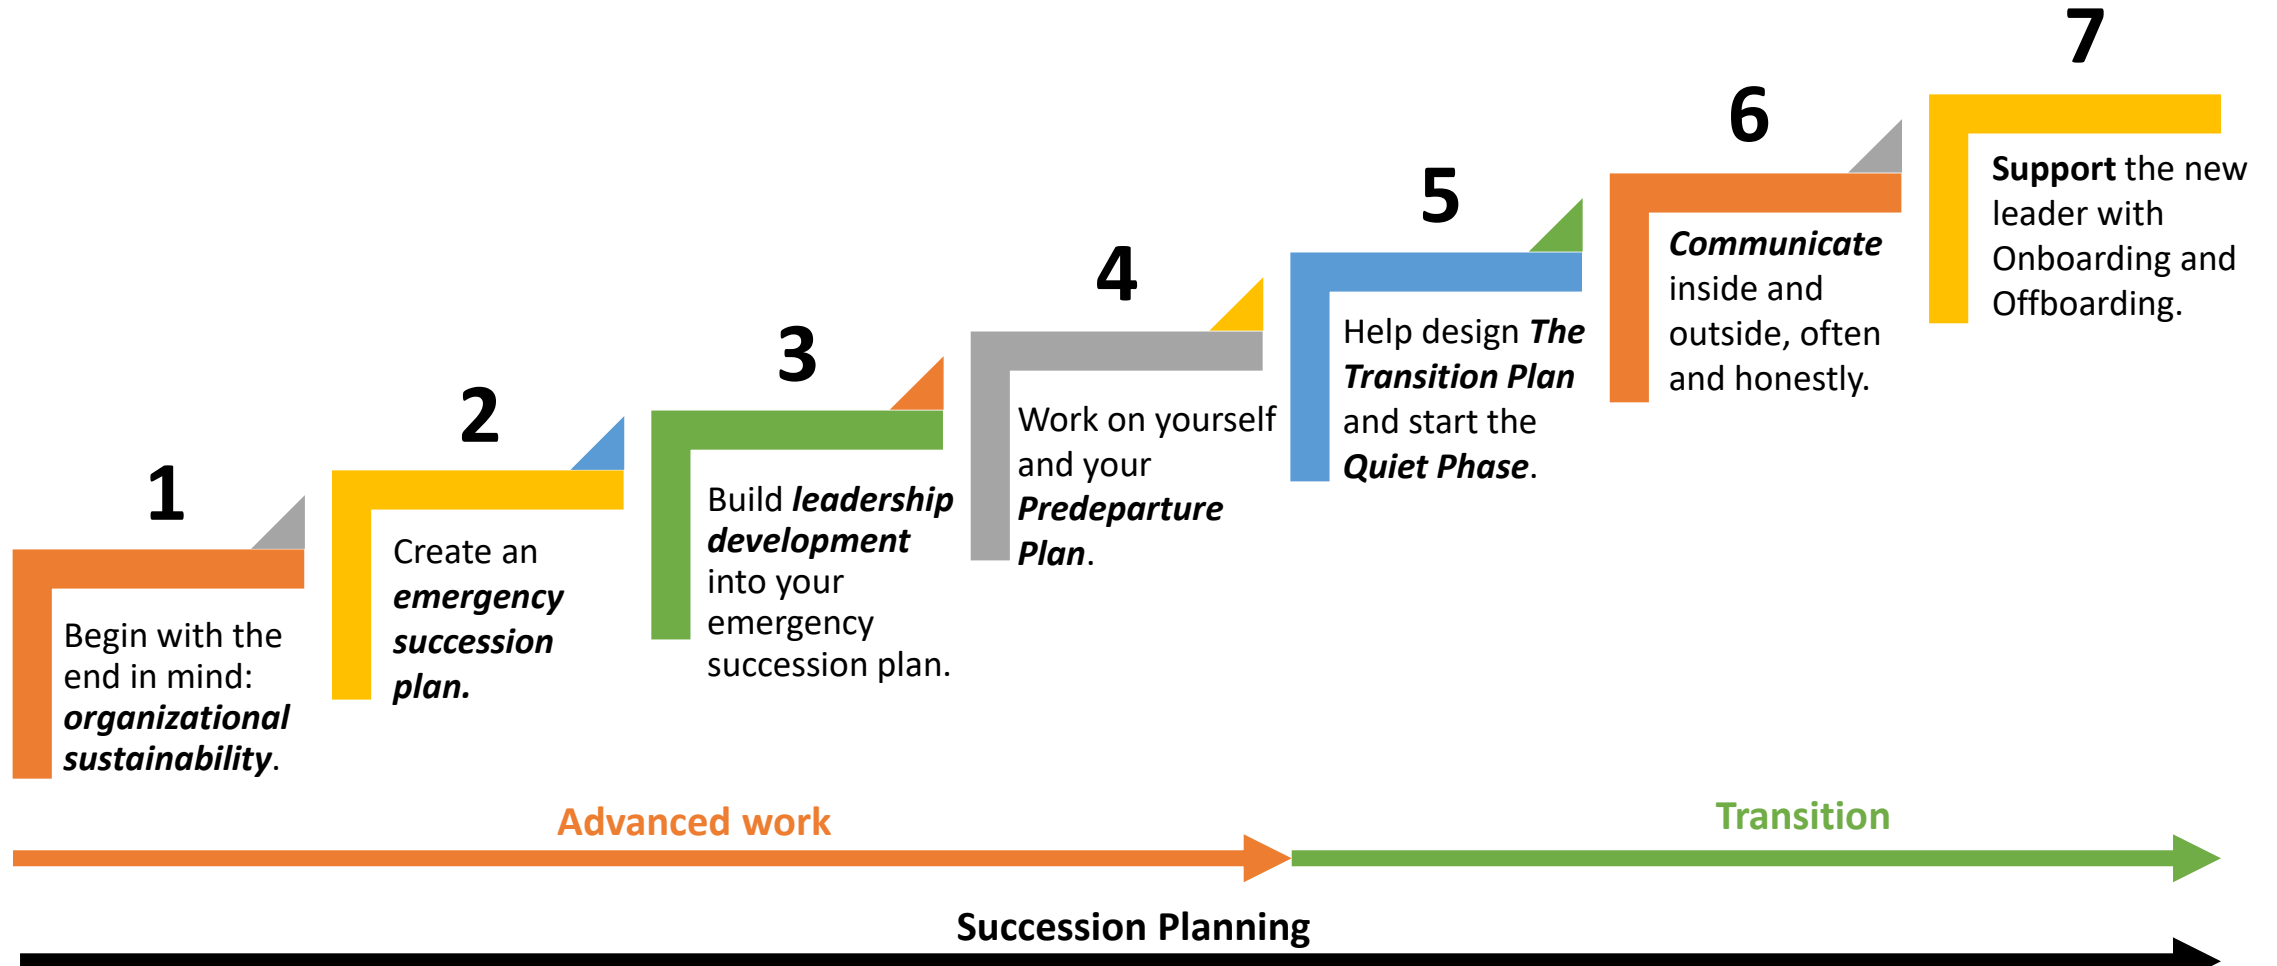 1
Begin with the
end in mind:
organizational
sustainability.
2
Create an
emergency
succession
plan.
3
Build leadership
development
into your
emergency
succession plan.
4
Work on yourself
and your
Predeparture
Plan.
5
Help design The
Transition Plan
and start the
Quiet Phase.
6
Communicate
inside and
outside, often
and honestly.
7
Support the new
leader with
Onboarding and
Offboarding.
Advanced work
Transition
Succession Planning